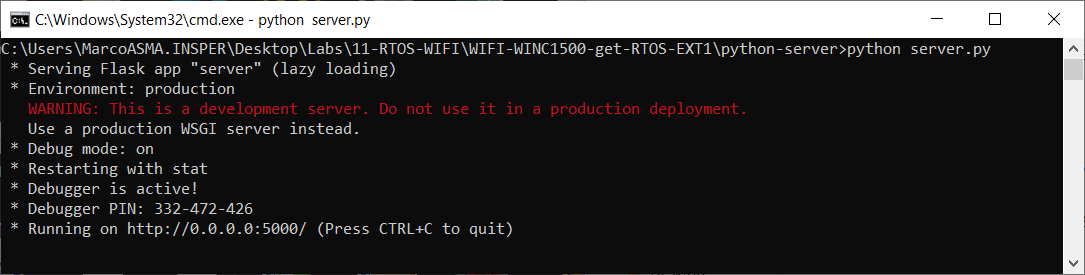 C:\Windows\System32\cmd.exe - python  server.py
C:\Users\MarcoASMA.INSPER\Desktop\Labs\11-RTOS-WIFI\WIFI-WINC1500-get-RTOS-EXT1\python-server>python server.py
 * Serving Flask app "server" (lazy loading)
 * Environment: production
   WARNING: This is a development server. Do not use it in a production deployment.
   Use a production WSGI server instead.
 * Debug mode: on
 * Restarting with stat
 * Debugger is active!
 * Debugger PIN: 332-472-426
 * Running on http://0.0.0.0:5000/ (Press CTRL+C to quit)